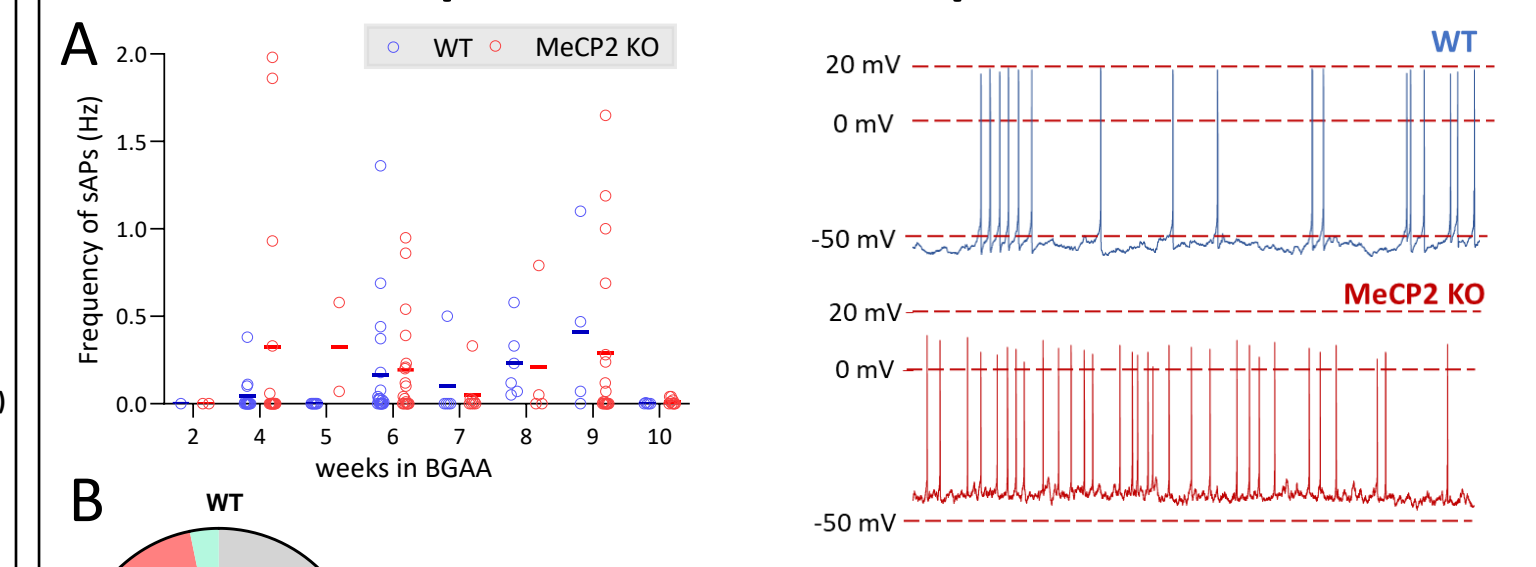 A
WT MeCP2 KO
Frequency of sAPs (Hz)
2.0
1.5
1.0
0.5
0.0
2 4 5 6 7 8 9 10
weeks in BGAA
WT
20 mV
0 mV
-50 mV
MeCP2 KO
20 mV
0 mV
-50 mV
B
WT
)